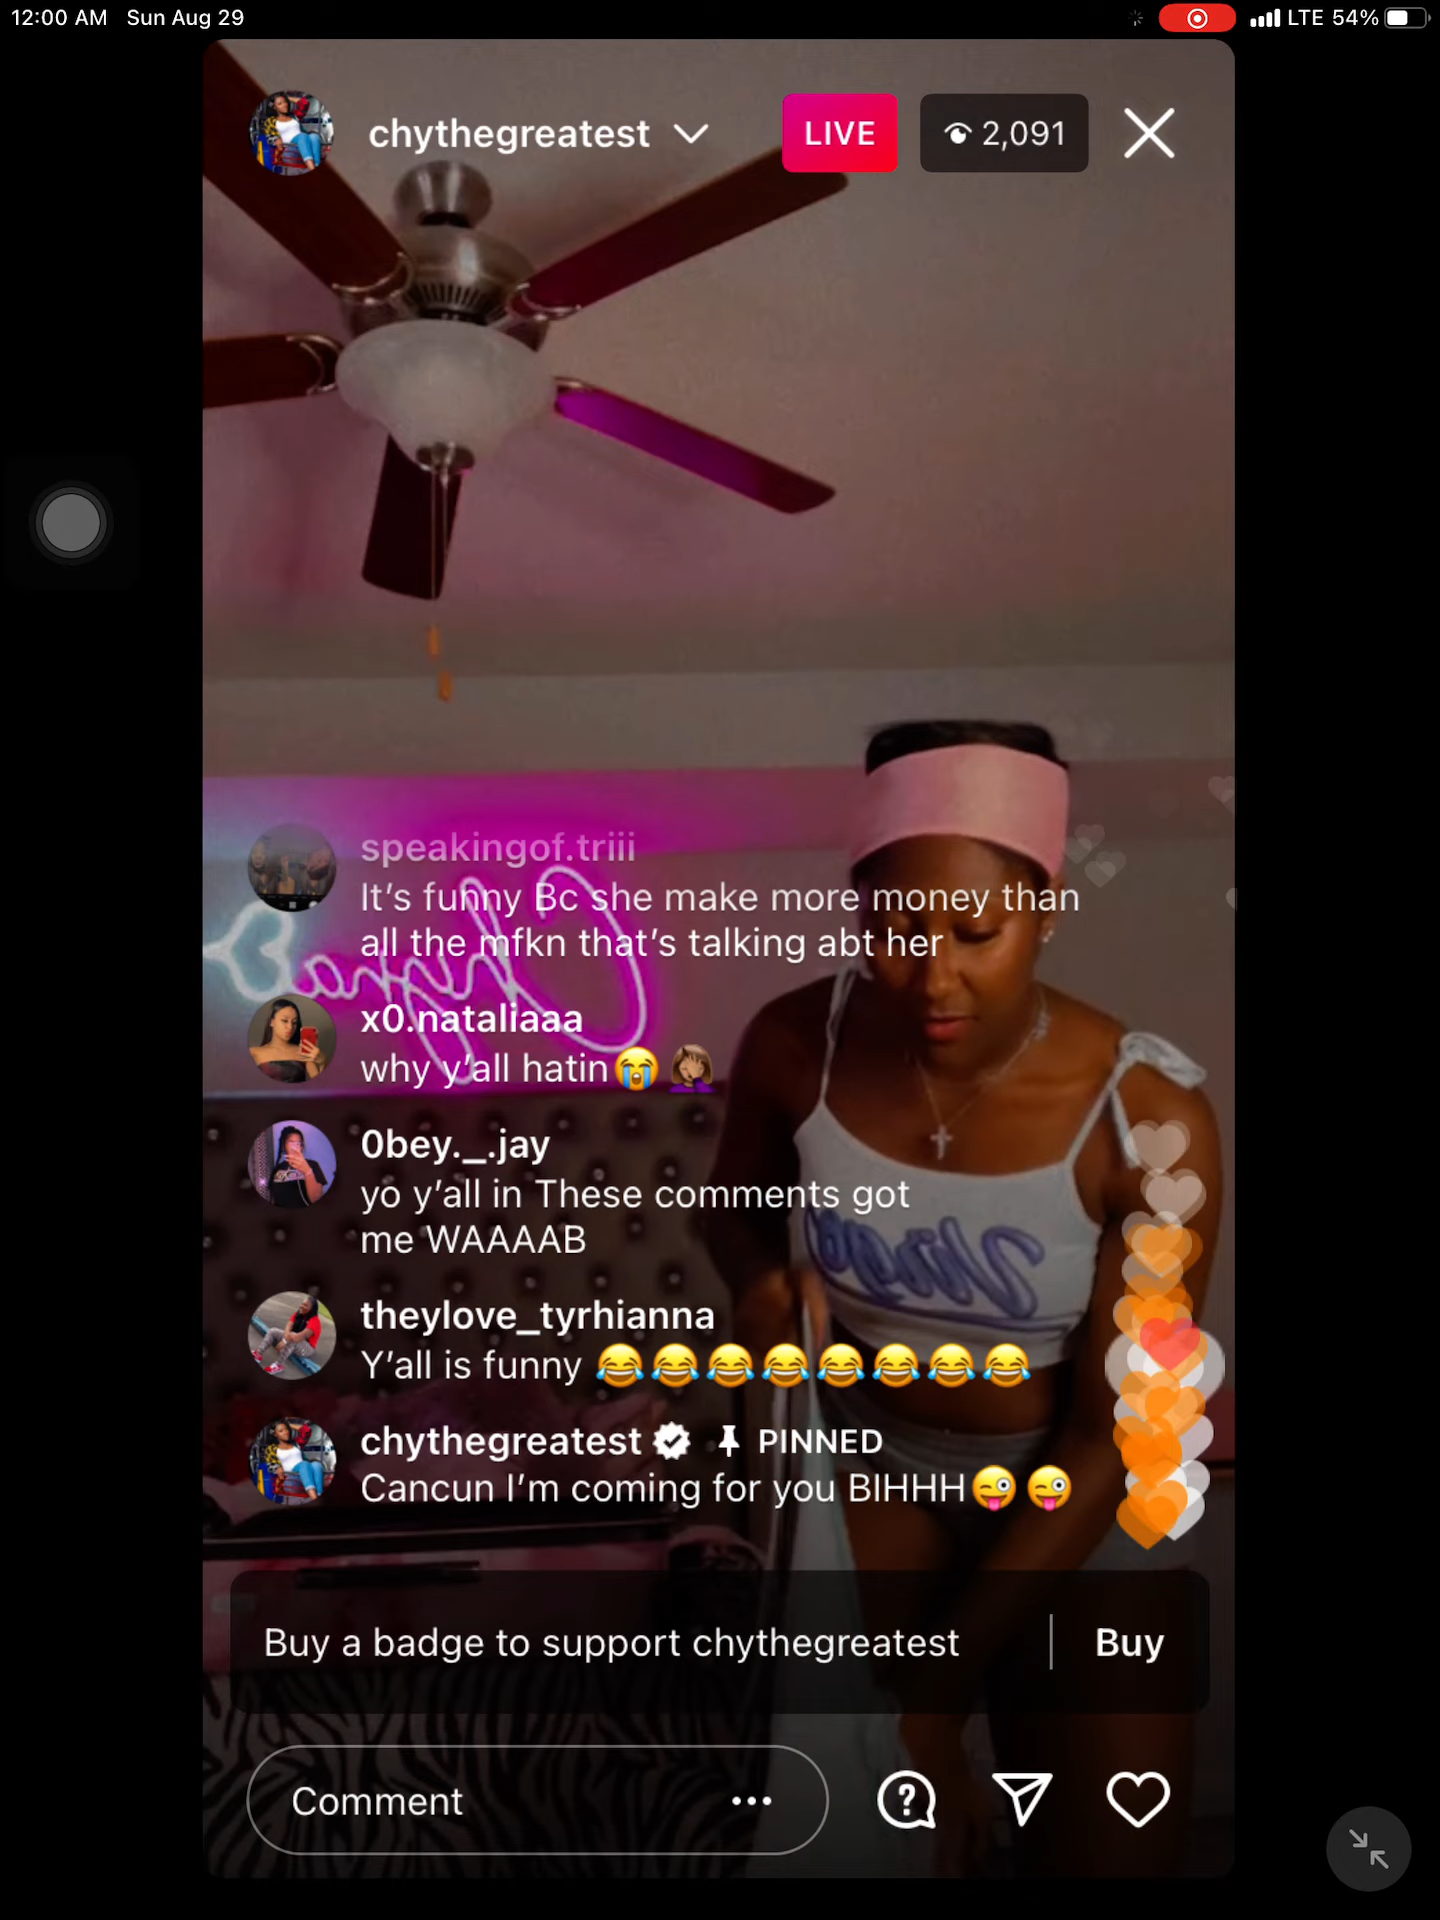 12:00 AM Sun Aug 29
LTE 54%
chythegreatest
LIVE
2,091
speakingof.triii
It's funny Bc she make more money than
all the mfkn that's talking abt her
x0.nataliaaa
why y'all hatin😭 🤦🏽‍♀️
0bey._.jay
yo y'all in These comments got
me WAAAAB
theylove_tyrhianna
Y'all is funny 😂😂😂😂😂😂😂😂
chythegreatest PINNED
Cancun I'm coming for you BIHHH😜😜
Buy a badge to support chythegreatest | Buy
Comment